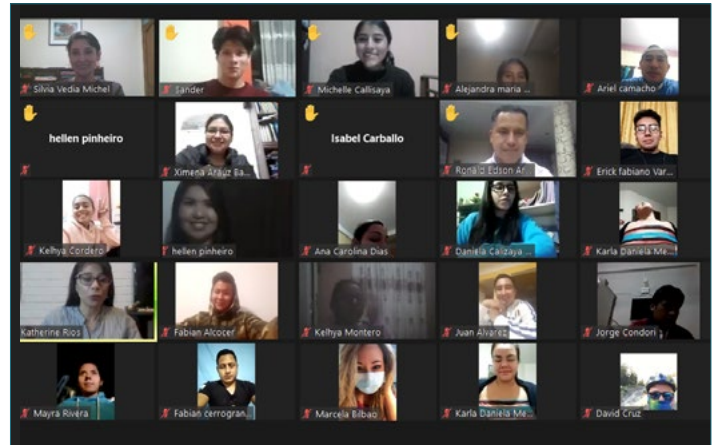 Silvia Vedia Michel
Sander
Michelle Callisaya
Alejandra maria ...
Ariel camacho
hellen pinheiro
Ximena Arauz Ba...
Isabel Carballo
Ronald Edson Ar...
Erick fabiano Var...
Kelhya Cordero
hellen pinheiro
Ana Carolina Dias
Daniela Calizaya ...
Karla Daniela Me...
Katherine Rios
Fabian Alcocer
Kelhya Montero
Juan Alvarez
Jorge Condori
Mayra Rivera
Fabian cerrogran...
Marcela Bilbao
Karla Daniela Me...
David Cruz